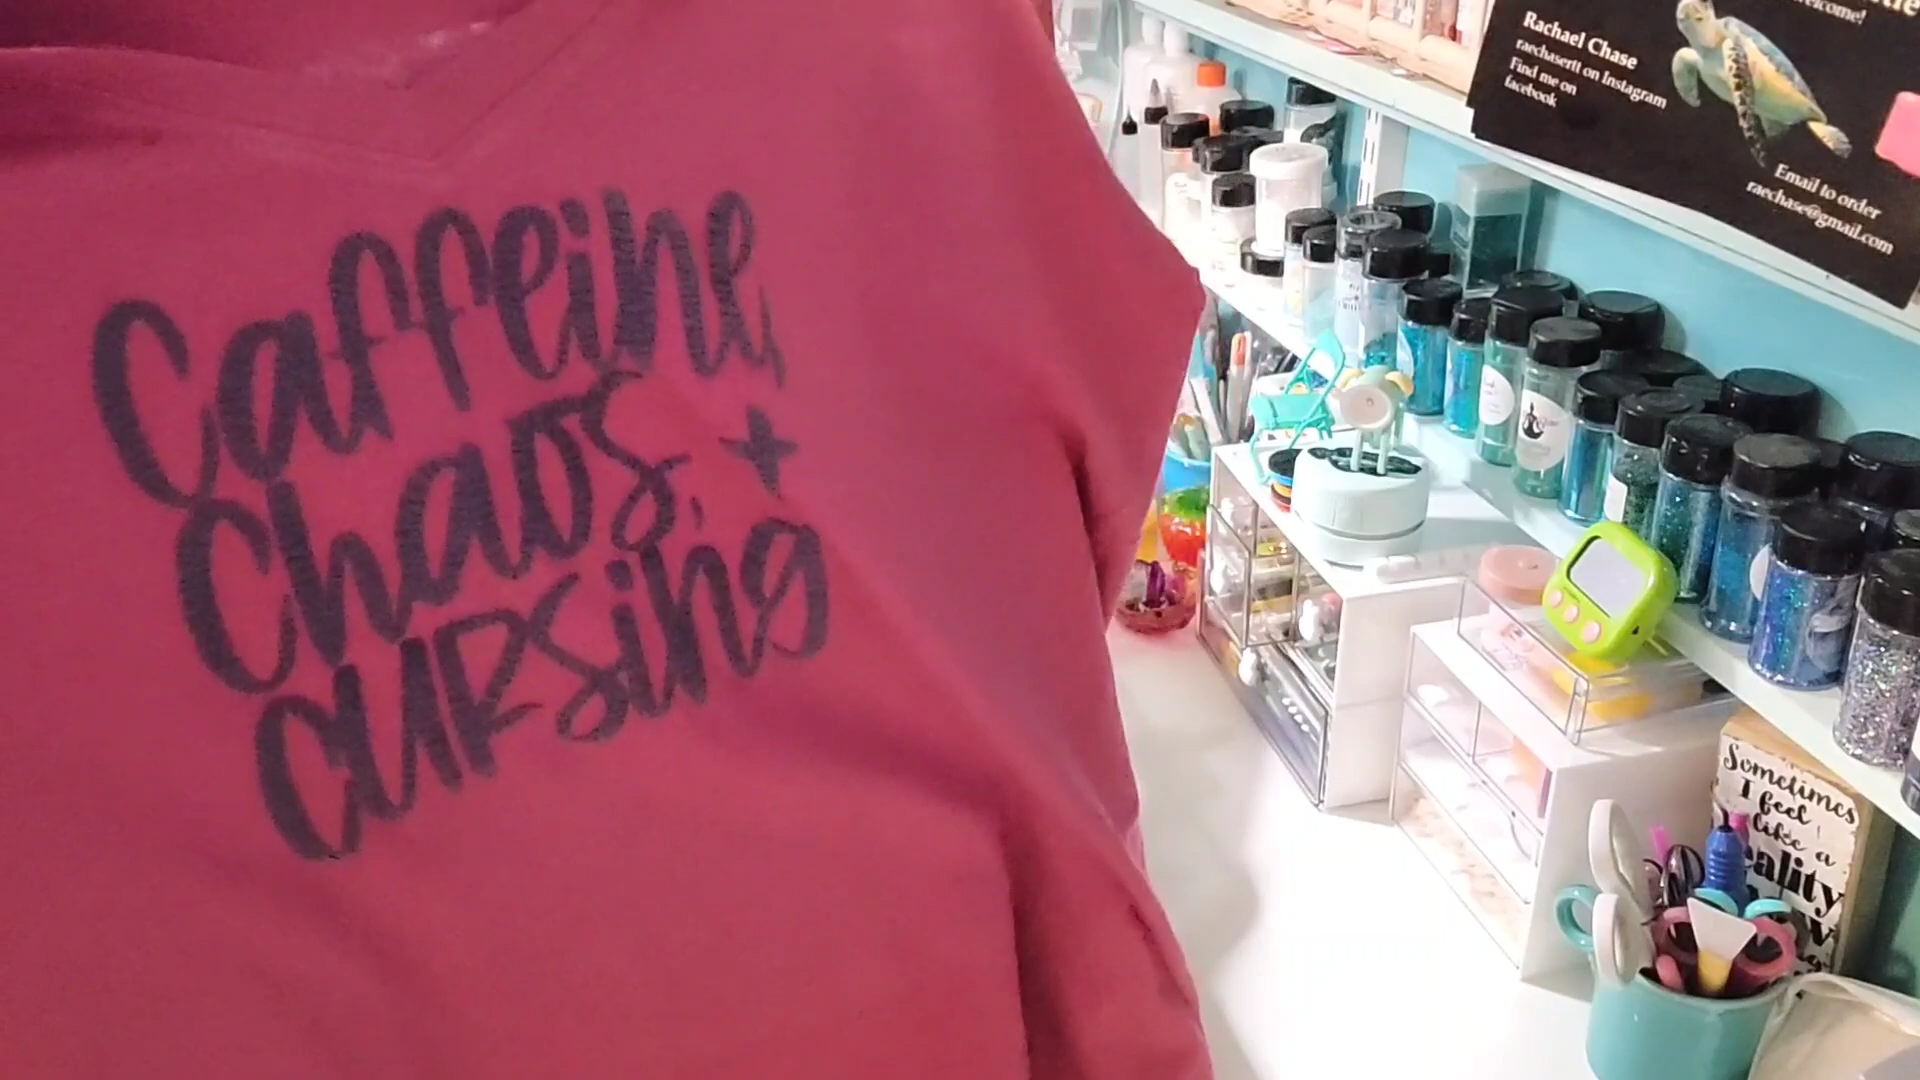 Caffeine,
Chaos, +
cursing
welcome!
Rachael Chase
raechasertt on Instagram
Find me on
facebook
Email to order
raechase@gmail.com
Sometimes
I feel
like a